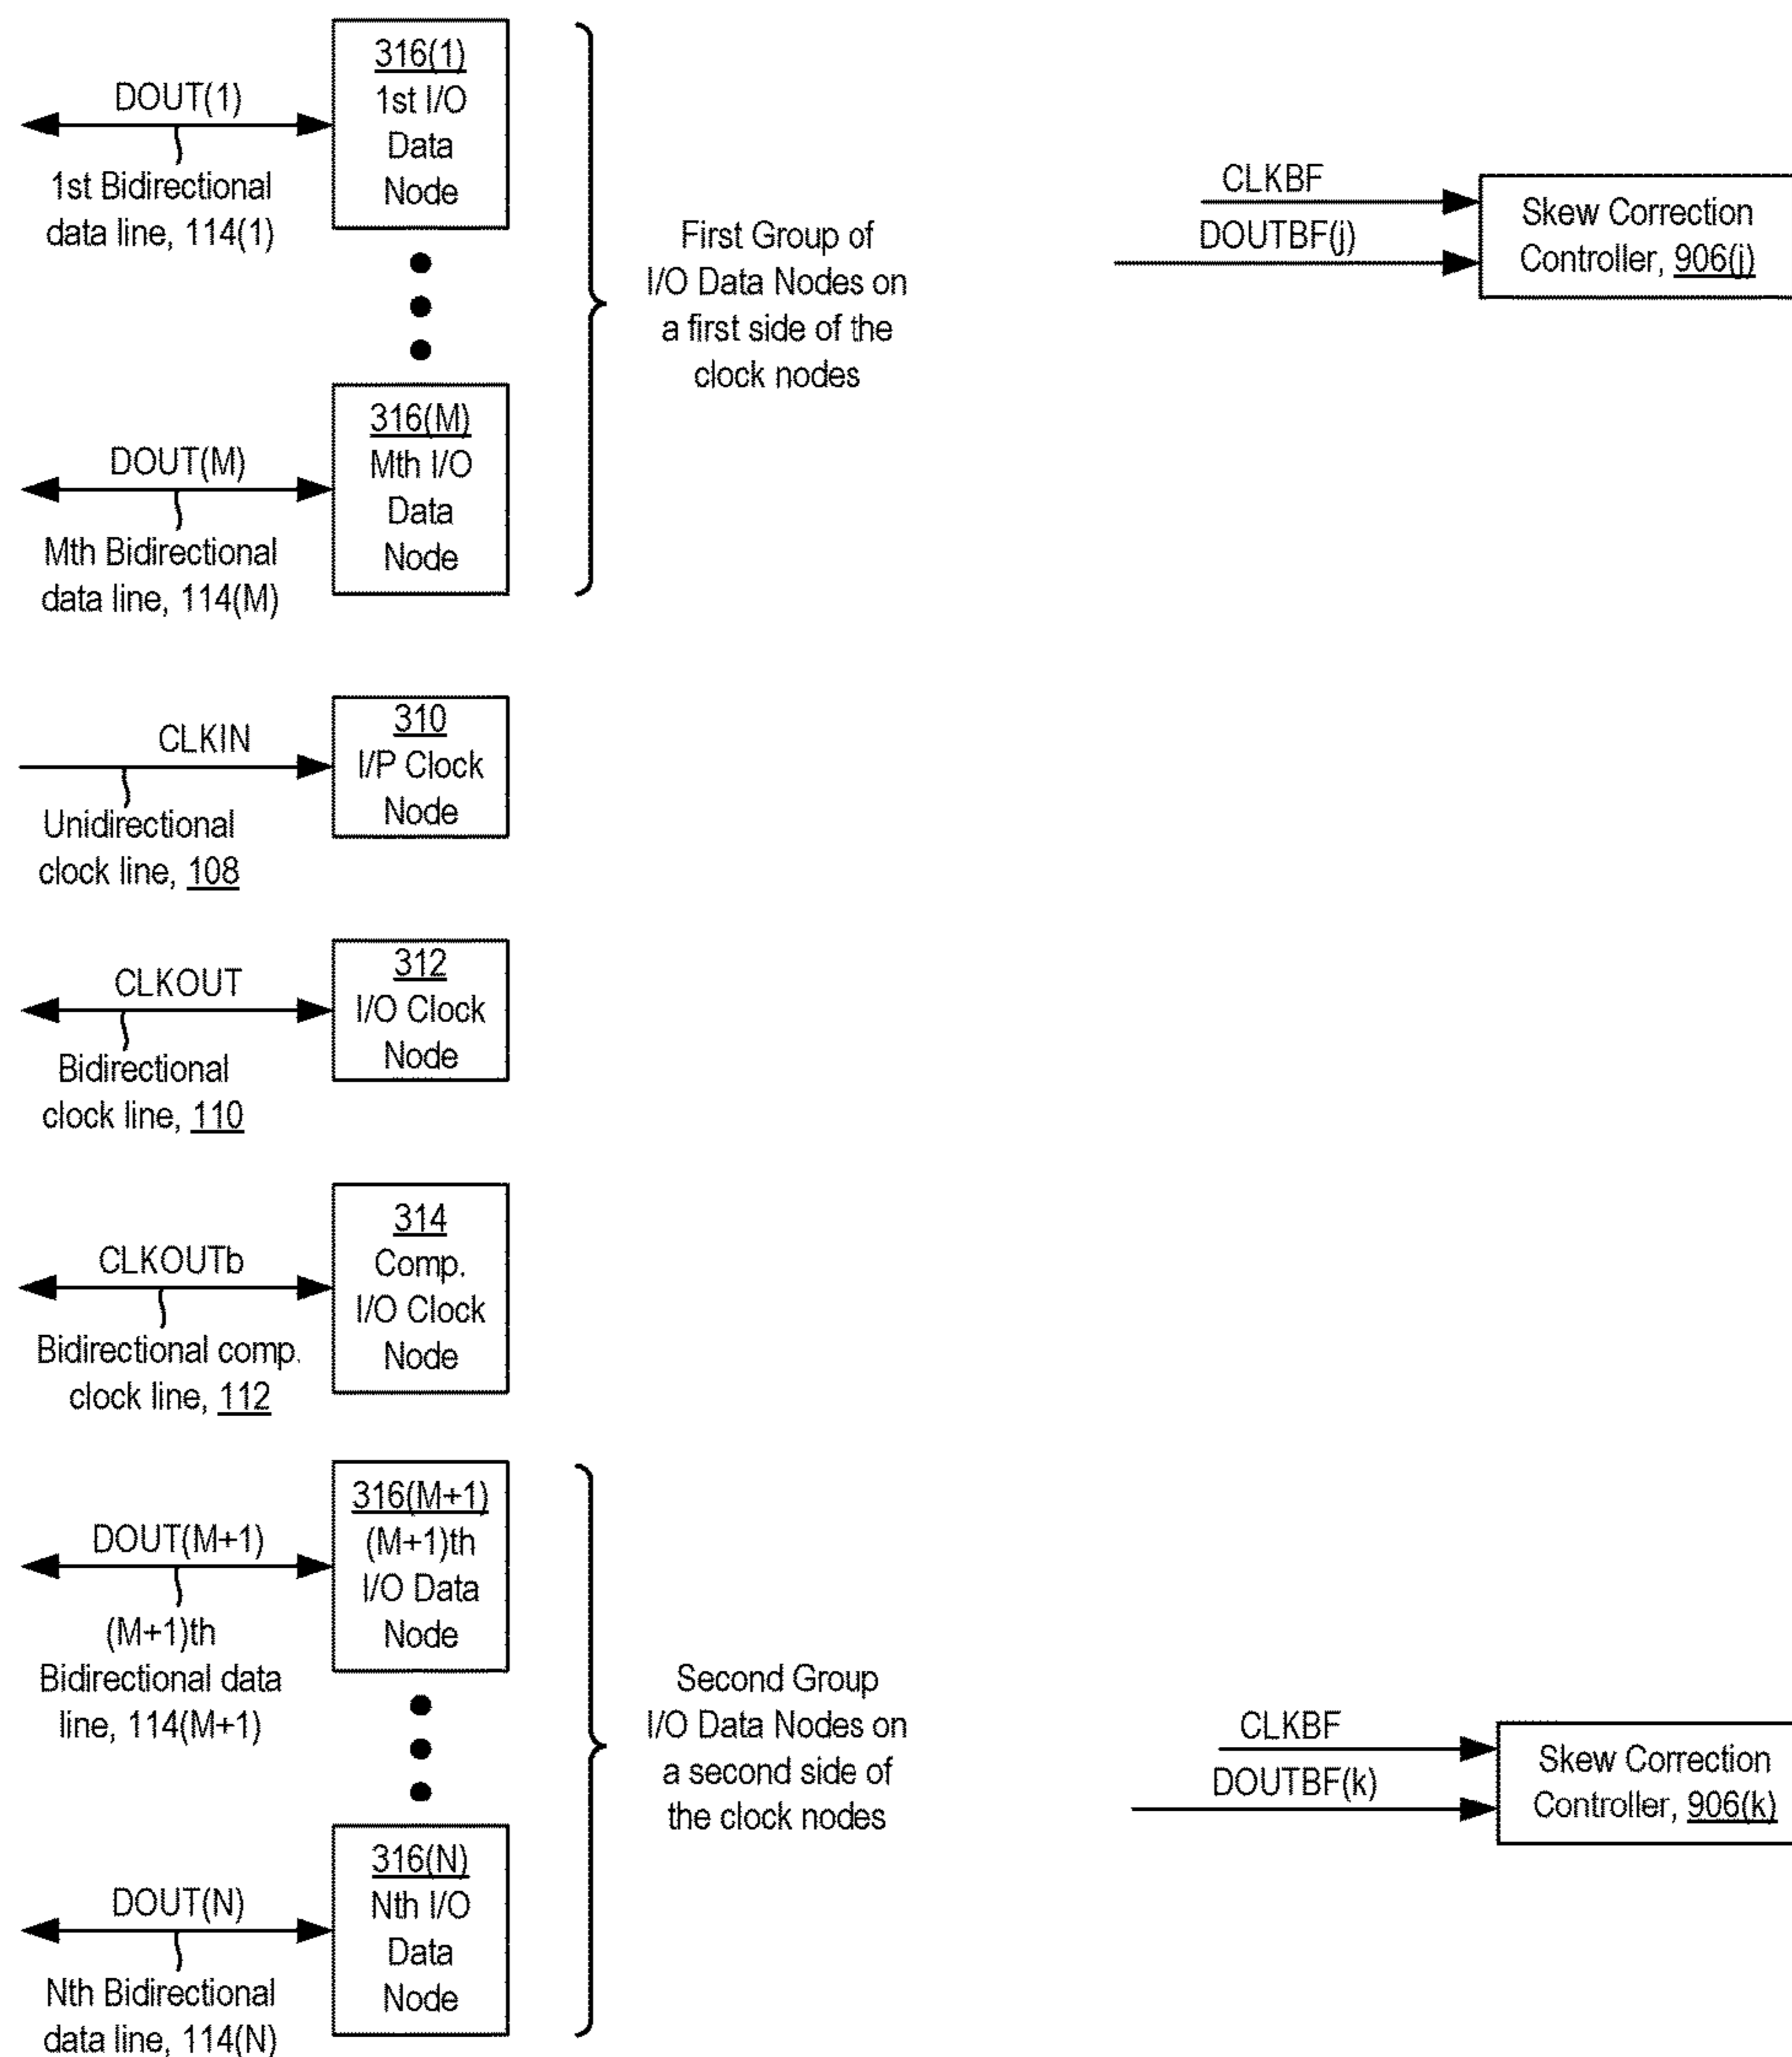 316(1)
1st I/O
Data
Node
DOUT(1)
1st Bidirectional
data line, 114(1)
316(M)
Mth I/O
Data
Node
DOUT(M)
Mth Bidirectional
data line, 114(M)
First Group of
I/O Data Nodes on
a first side of the
clock nodes
CLKBF
DOUTBF(j)
Skew Correction
Controller, 906(j)
CLKIN
Unidirectional
clock line, 108
310
I/P Clock
Node
CLKOUT
Bidirectional
clock line, 110
312
I/O Clock
Node
CLKOUTb
Bidirectional comp.
clock line, 112
314
Comp.
I/O Clock
Node
DOUT(M+1)
(M+1)th
Bidirectional data
line, 114(M+1)
316(M+1)
(M+1)th
I/O Data
Node
DOUT(N)
Nth Bidirectional
data line, 114(N)
316(N)
Nth I/O
Data
Node
Second Group
I/O Data Nodes on
a second side of
the clock nodes
CLKBF
DOUTBF(k)
Skew Correction
Controller, 906(k)